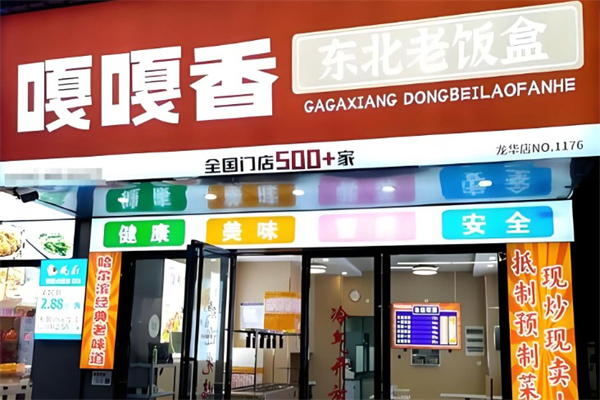 嘎嘎香
东北老饭盒
GAGAXIANG DONGBEILAOFANHE
龙华店NO.1176
全国门店500+家
健康
美味
安全
哈尔滨经典老味道
抵制预制菜
现炒现卖
2.88